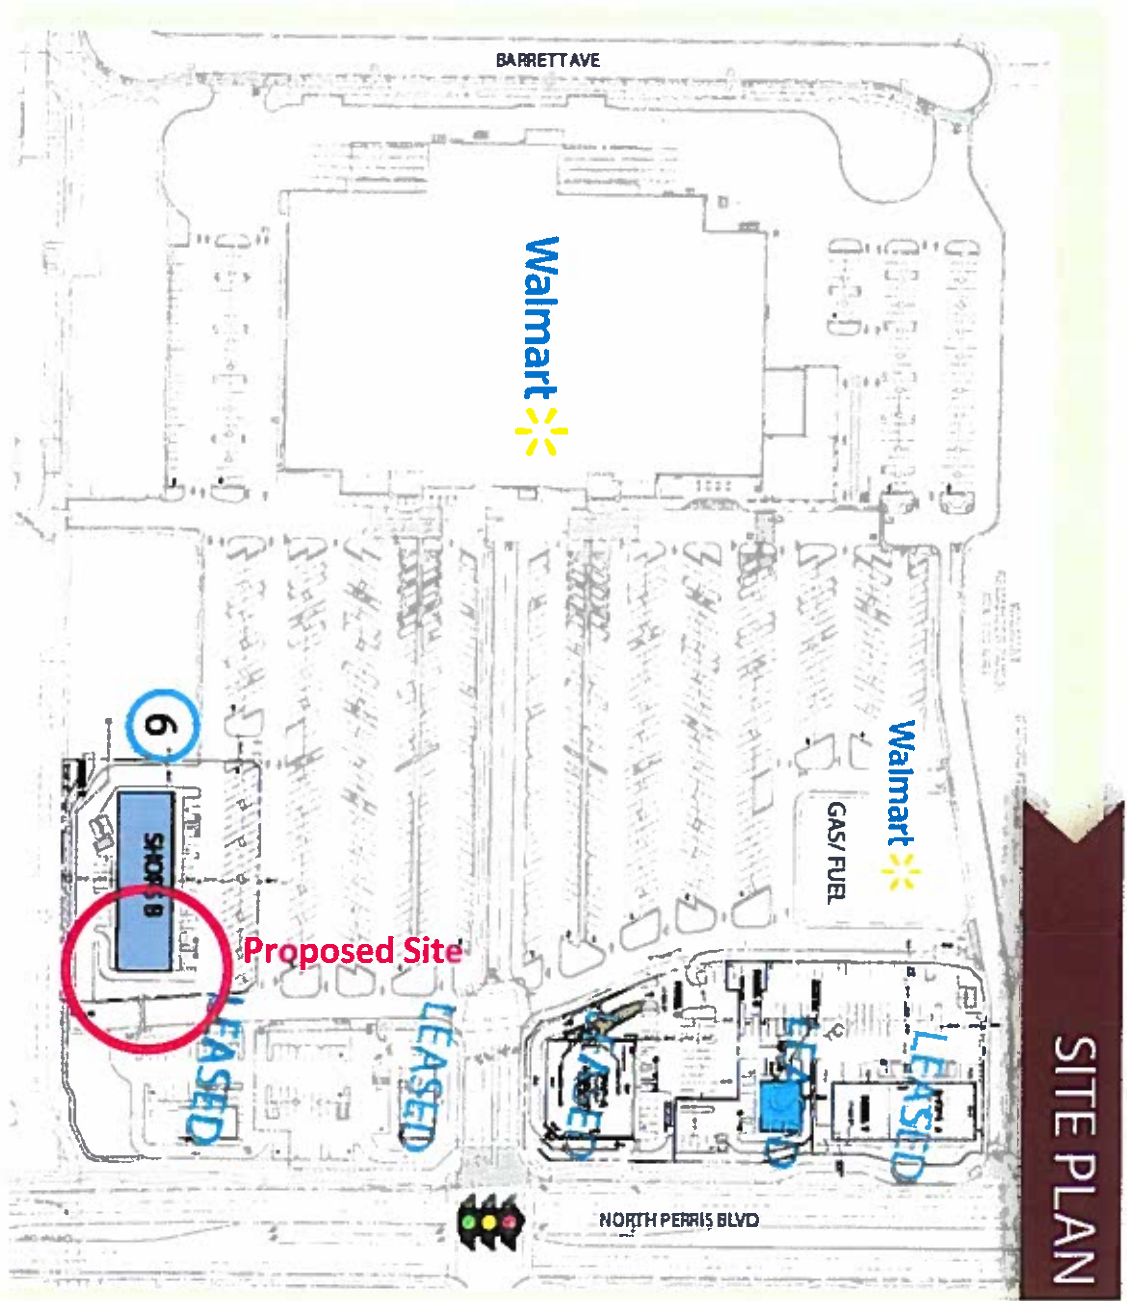 BARRETT AVE
Walmart
6
Walmart
GAS/ FUEL
SHOPS B
Proposed Site
LEASED
LEASED
LEASED
LEASED
LEASED
NORTH PERRIS BLVD
SITE PLAN